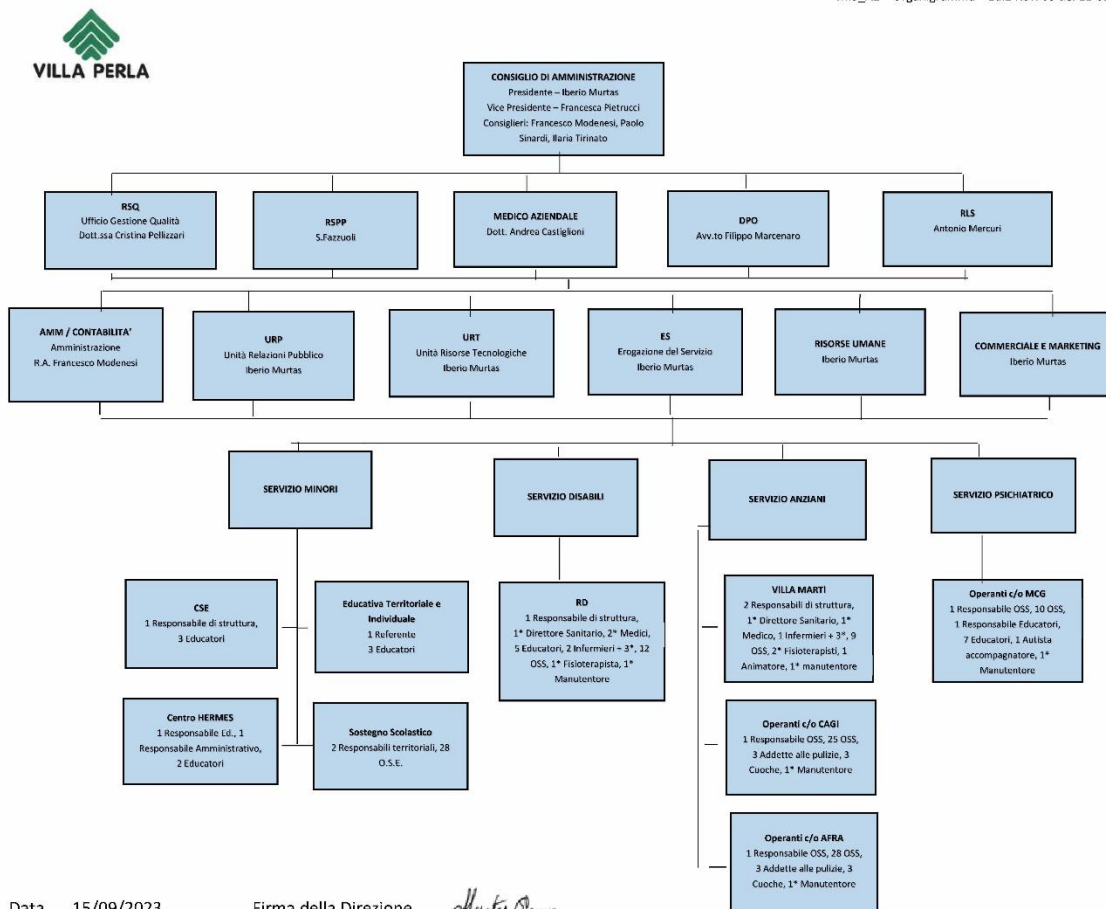 VILLA PERLA
CONSIGLIO DI AMMINISTRAZIONE
Presidente – Iberio Murtas
Vice Presidente – Francesca Pietrucci
Consiglieri: Francesco Modenesi, Paolo
Sinardi, Ilaria Tirinato
RSQ
Ufficio Gestione Qualità
Dott.ssa Cristina Pellizzari
RSPP
S.Fazzuoli
MEDICO AZIENDALE
Dott. Andrea Castiglioni
DPO
Avv.to Filippo Marcenaro
RLS
Antonio Mercuri
AMM / CONTABILITA'
Amministrazione
R.A. Francesco Modenesi
URP
Unità Relazioni Pubblico
Iberio Murtas
URT
Unità Risorse Tecnologiche
Iberio Murtas
ES
Erogazione del Servizio
Iberio Murtas
RISORSE UMANE
Iberio Murtas
COMMERCIALE E MARKETING
Iberio Murtas
SERVIZIO MINORI
SERVIZIO DISABILI
SERVIZIO ANZIANI
SERVIZIO PSICHIATRICO
CSE
1 Responsabile di struttura,
3 Educatori
Educativa Territoriale e
Individuale
1 Referente
3 Educatori
RD
1 Responsabile di struttura,
1* Direttore Sanitario, 2* Medici,
5 Educatori, 2 Infermieri + 3*, 12
OSS, 1* Fisioterapista, 1*
Manutentore
VILLA MARTI
2 Responsabili di struttura,
1* Direttore Sanitario, 1*
Medico, 1 Infermieri + 3*, 9
OSS, 2* Fisioterapisti, 1
Animatore, 1* manutentore
Operanti c/o MCG
1 Responsabile OSS, 10 OSS,
1 Responsabile Educatori,
7 Educatori, 1 Autista
accompagnatore, 1*
Manutentore
Centro HERMES
1 Responsabile Ed., 1
Responsabile Amministrativo,
2 Educatori
Sostegno Scolastico
2 Responsabili territoriali, 28
O.S.E.
Operanti c/o CAGI
1 Responsabile OSS, 25 OSS,
3 Addette alle pulizie, 3
Cuoche, 1* Manutentore
Operanti c/o AFRA
1 Responsabile OSS, 28 OSS,
3 Addette alle pulizie, 3
Cuoche, 1* Manutentore
Data 15/09/2023 Firma della Direzione